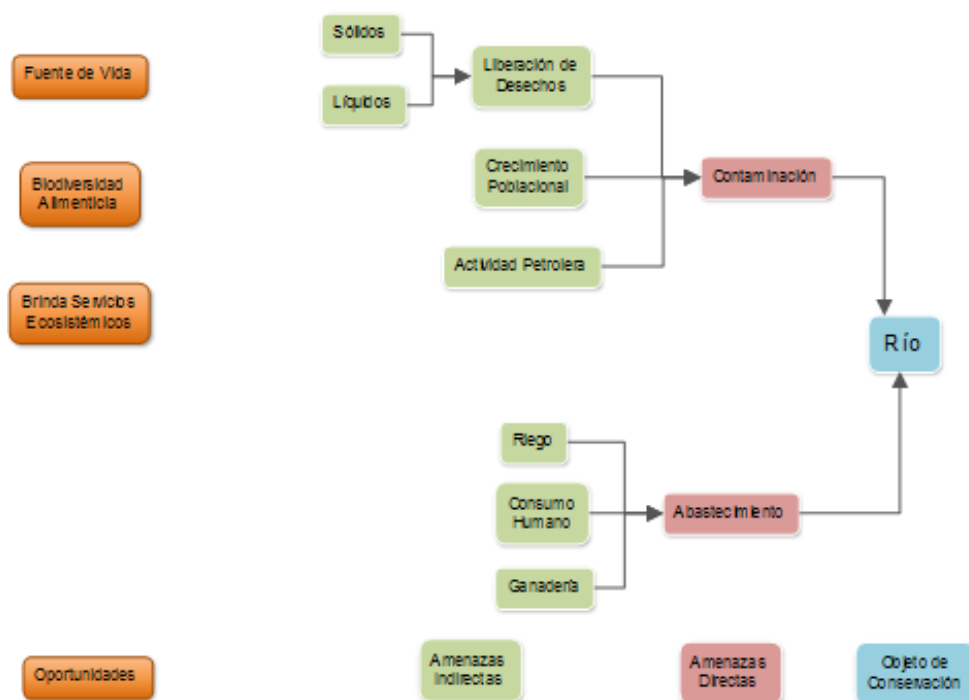 Sólidos
Líquidos
Liberación de
Desechos
Fuente de Vida
Crecimiento
Poblacional
Contaminación
Biodiversidad
Alimenticia
Actividad Petrolera
Brinda Servicios
Ecosistémicos
Río
Riego
Consumo
Humano
Abastecimiento
Ganadería
Oportunidades
Amenazas
Indirectas
Amenazas
Directas
Objeto de
Conservación